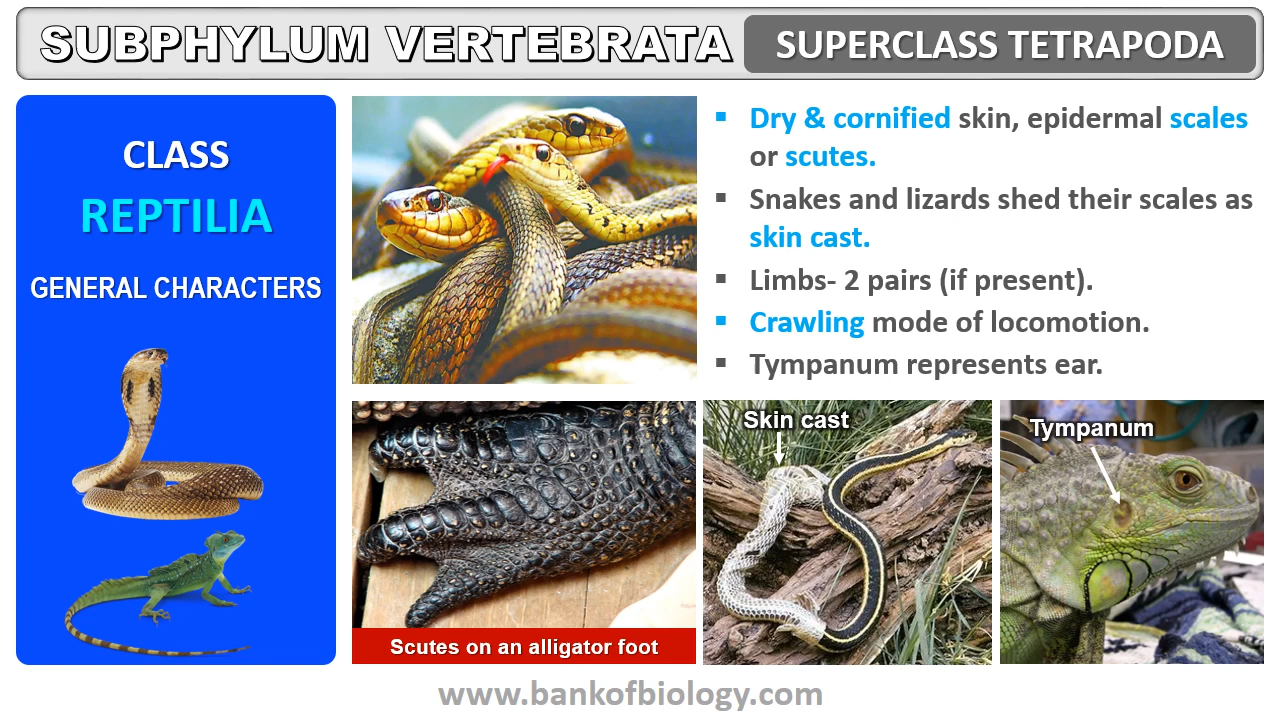 SUBPHYLUM VERTEBRATA
SUPERCLASS TETRAPODA
CLASS
REPTILIA
GENERAL CHARACTERS
▪ Dry & cornified skin, epidermal scales
or scutes.
▪ Snakes and lizards shed their scales as
skin cast.
▪ Limbs- 2 pairs (if present).
▪ Crawling mode of locomotion.
▪ Tympanum represents ear.
Scutes on an alligator foot
Skin cast
Tympanum
www.bankofbiology.com